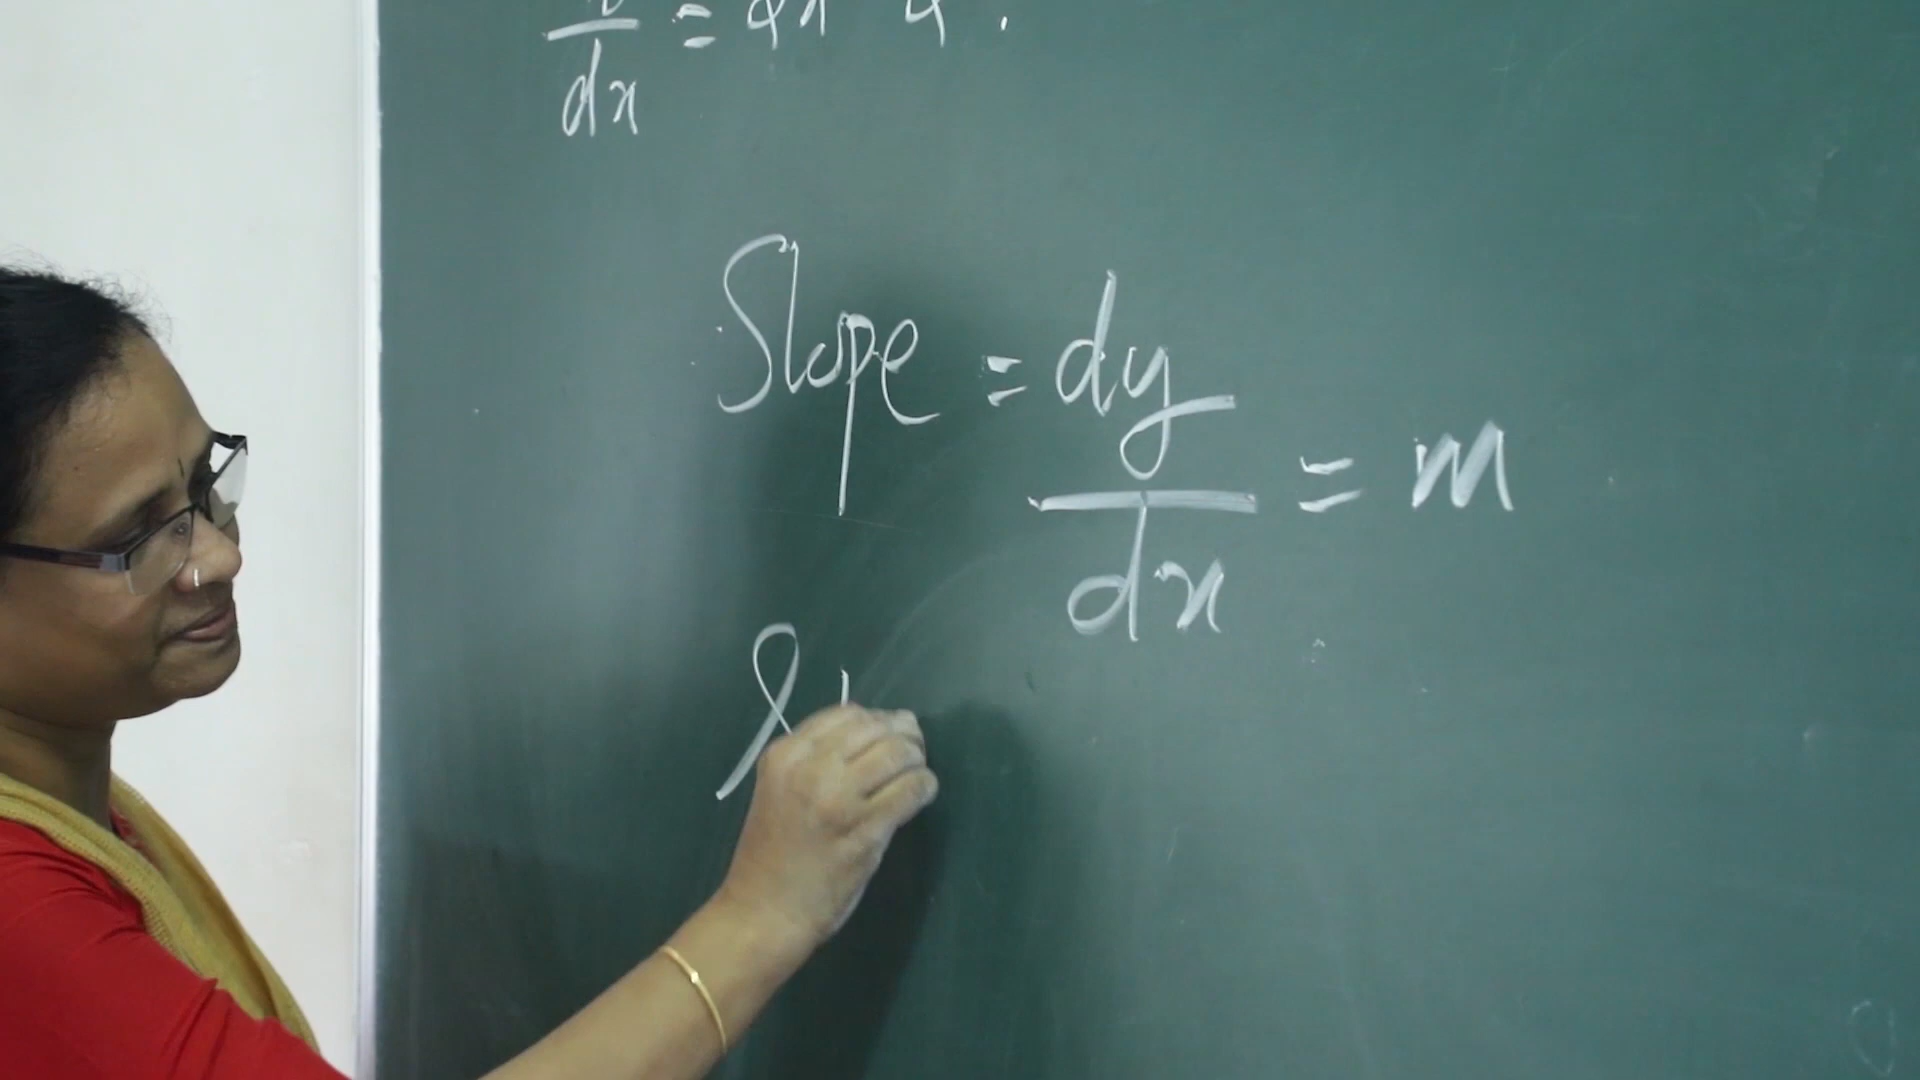 dx
Slope = dy/dx = m